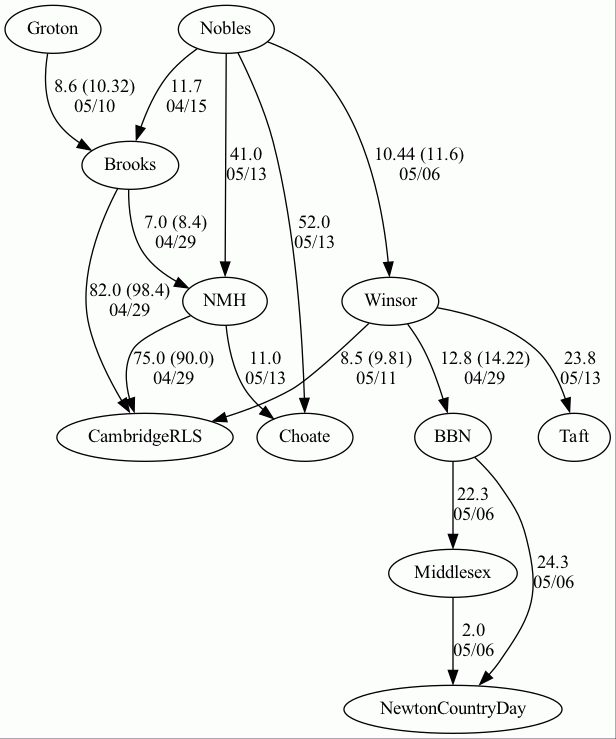 Groton
Nobles
8.6 (10.32)
05/10
11.7
04/15
10.44 (11.6)
05/06
Brooks
41.0
05/13
7.0 (8.4)
04/29
52.0
05/13
82.0 (98.4)
04/29
NMH
Winsor
75.0 (90.0)
04/29
11.0
05/13
8.5 (9.81)
05/11
12.8 (14.22)
04/29
23.8
05/13
CambridgeRLS
Choate
BBN
Taft
22.3
05/06
24.3
05/06
Middlesex
2.0
05/06
NewtonCountryDay